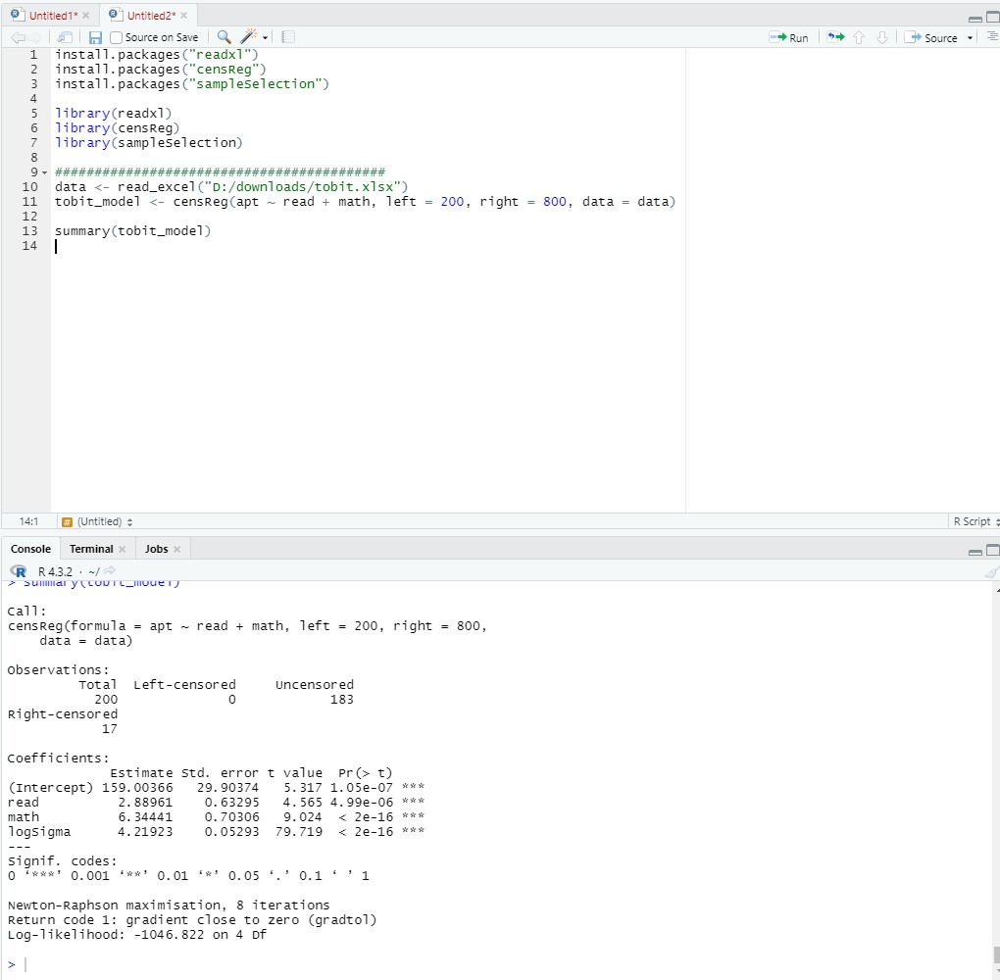 Untitled1*
Untitled2*
Source on Save
Run
Source
1 install.packages("readxl")
2 install.packages("censReg")
3 install.packages("sampleSelection")
4
5 library(readxl)
6 library(censReg)
7 library(sampleSelection)
8
9 ##########################################
10 data <- read_excel("D:/downloads/tobit.xlsx")
11 tobit_model <- censReg(apt ~ read + math, left = 200, right = 800, data = data)
12
13 summary(tobit_model)
14
14:1 # (Untitled) R Script
Console Terminal Jobs
R R 4.3.2 · ~/
> summary(tobit_model)
Call:
censReg(formula = apt ~ read + math, left = 200, right = 800,
    data = data)
Observations:
         Total  Left-censored     Uncensored
           200              0            183
Right-censored
            17
Coefficients:
             Estimate Std. error t value  Pr(> t)
(Intercept) 159.00366   29.90374   5.317 1.05e-07 ***
read          2.88961    0.63295   4.565 4.99e-06 ***
math          6.34441    0.70306   9.024  < 2e-16 ***
logSigma      4.21923    0.05293  79.719  < 2e-16 ***
---
Signif. codes:
0 ‘***’ 0.001 ‘**’ 0.01 ‘*’ 0.05 ‘.’ 0.1 ‘ ’ 1
Newton-Raphson maximisation, 8 iterations
Return code 1: gradient close to zero (gradtol)
Log-likelihood: -1046.822 on 4 Df
>